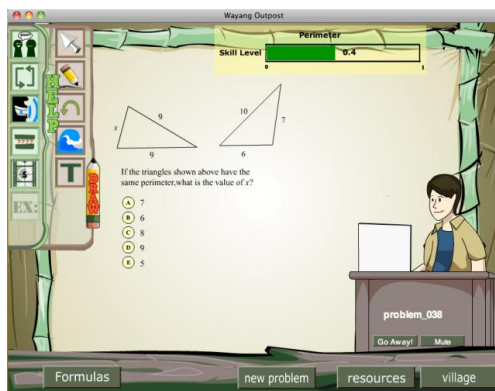 Wayang Outpost
Perimeter
Skill Level
0.4
0
1
HELP
EX:
T
DRAW
x
9
9
10
7
6
If the triangles shown above have the
same perimeter,what is the value of x?
A 7
B 6
C 8
D 9
E 5
problem_038
Go Away!
Mute
Formulas
new problem
resources
village